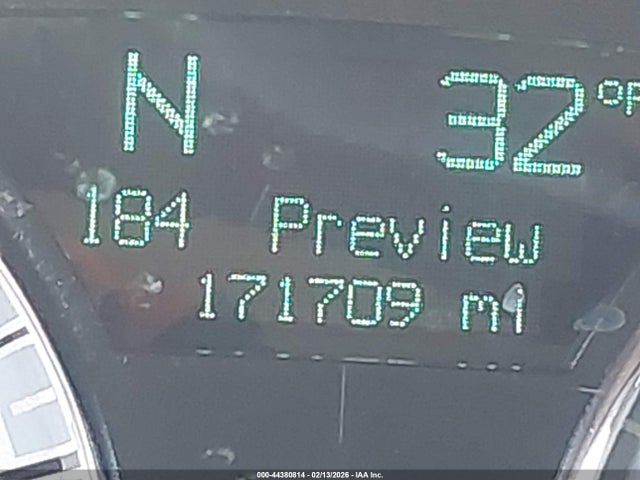 N 32 °F
184 Preview
171709 mi
000-44380814 - 02/13/2026 - IAA Inc.